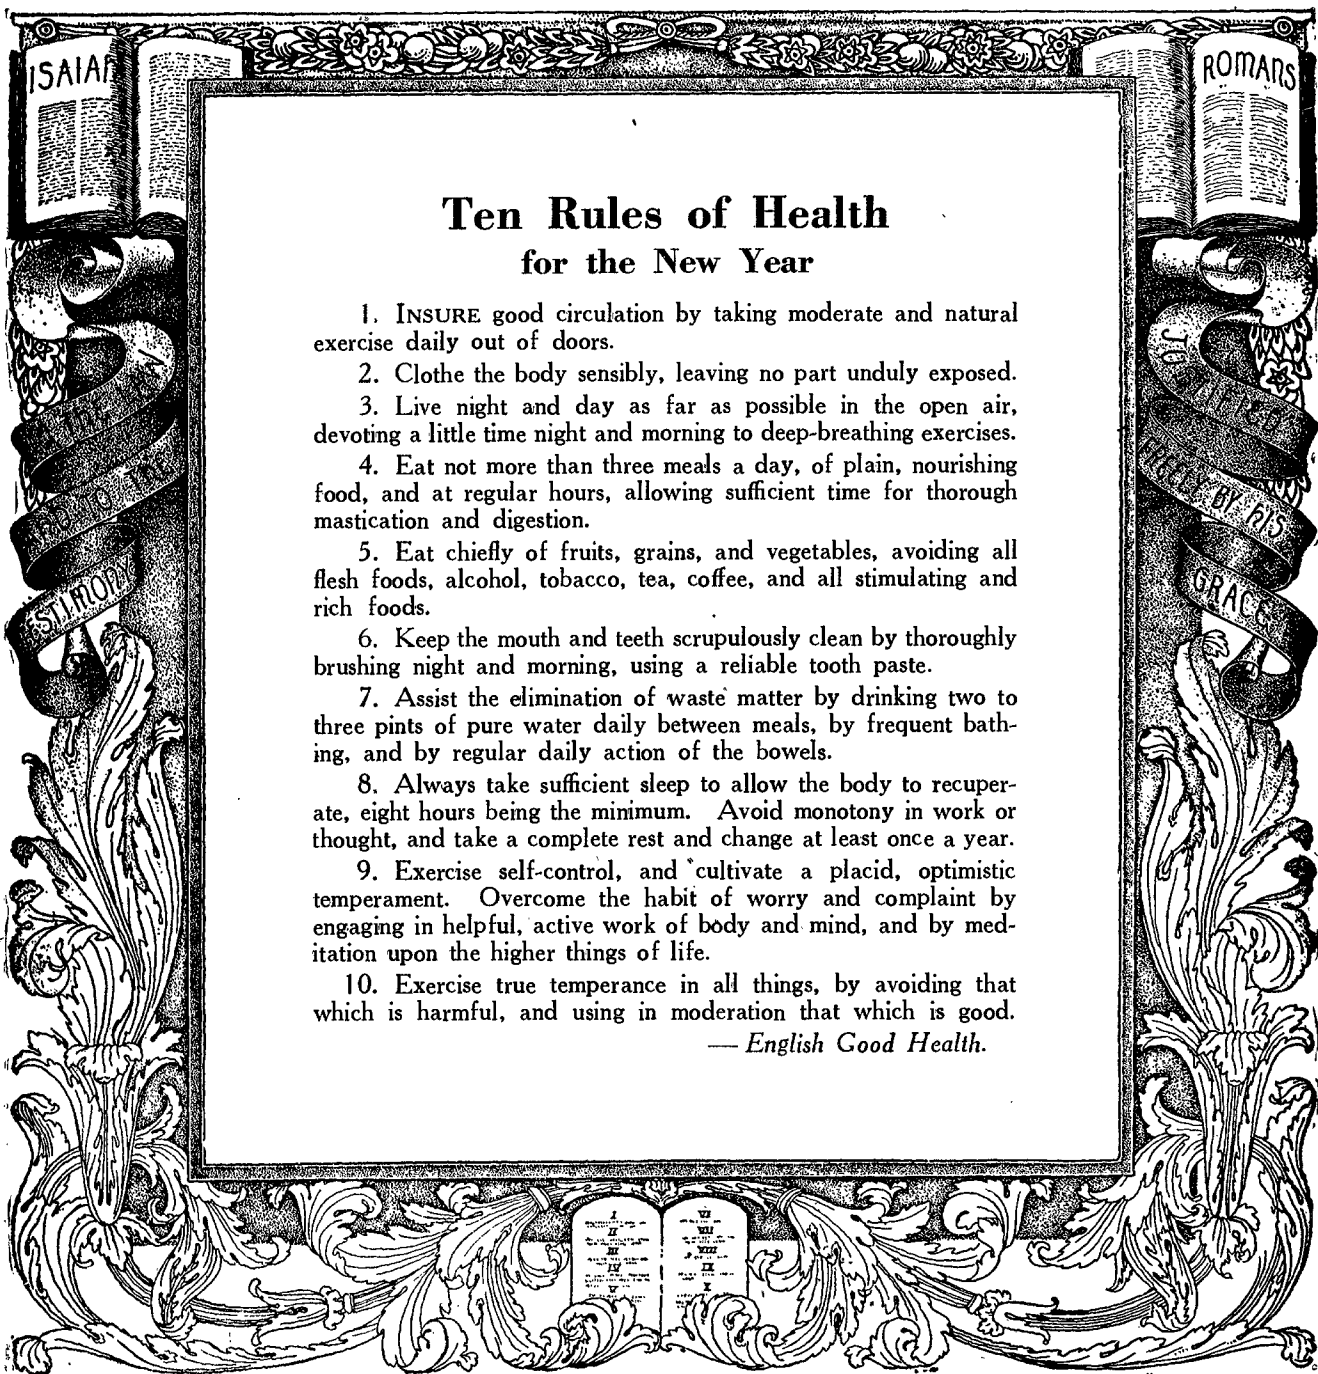 ISAIAH
ROMANS
Ten Rules of Health
for the New Year
1. INSURE good circulation by taking moderate and natural
exercise daily out of doors.
2. Clothe the body sensibly, leaving no part unduly exposed.
3. Live night and day as far as possible in the open air,
devoting a little time night and morning to deep-breathing exercises.
4. Eat not more than three meals a day, of plain, nourishing
food, and at regular hours, allowing sufficient time for thorough
mastication and digestion.
5. Eat chiefly of fruits, grains, and vegetables, avoiding all
flesh foods, alcohol, tobacco, tea, coffee, and all stimulating and
rich foods.
6. Keep the mouth and teeth scrupulously clean by thoroughly
brushing night and morning, using a reliable tooth paste.
7. Assist the elimination of waste matter by drinking two to
three pints of pure water daily between meals, by frequent bath-
ing, and by regular daily action of the bowels.
8. Always take sufficient sleep to allow the body to recuper-
ate, eight hours being the minimum. Avoid monotony in work or
thought, and take a complete rest and change at least once a year.
9. Exercise self-control, and cultivate a placid, optimistic
temperament. Overcome the habit of worry and complaint by
engaging in helpful, active work of body and mind, and by med-
itation upon the higher things of life.
10. Exercise true temperance in all things, by avoiding that
which is harmful, and using in moderation that which is good.
— English Good Health.
AND TO THE
TESTIMONY
FREELY BY HIS
GRACE
I
II
III
IV
V
VI
VII
VIII
IX
X